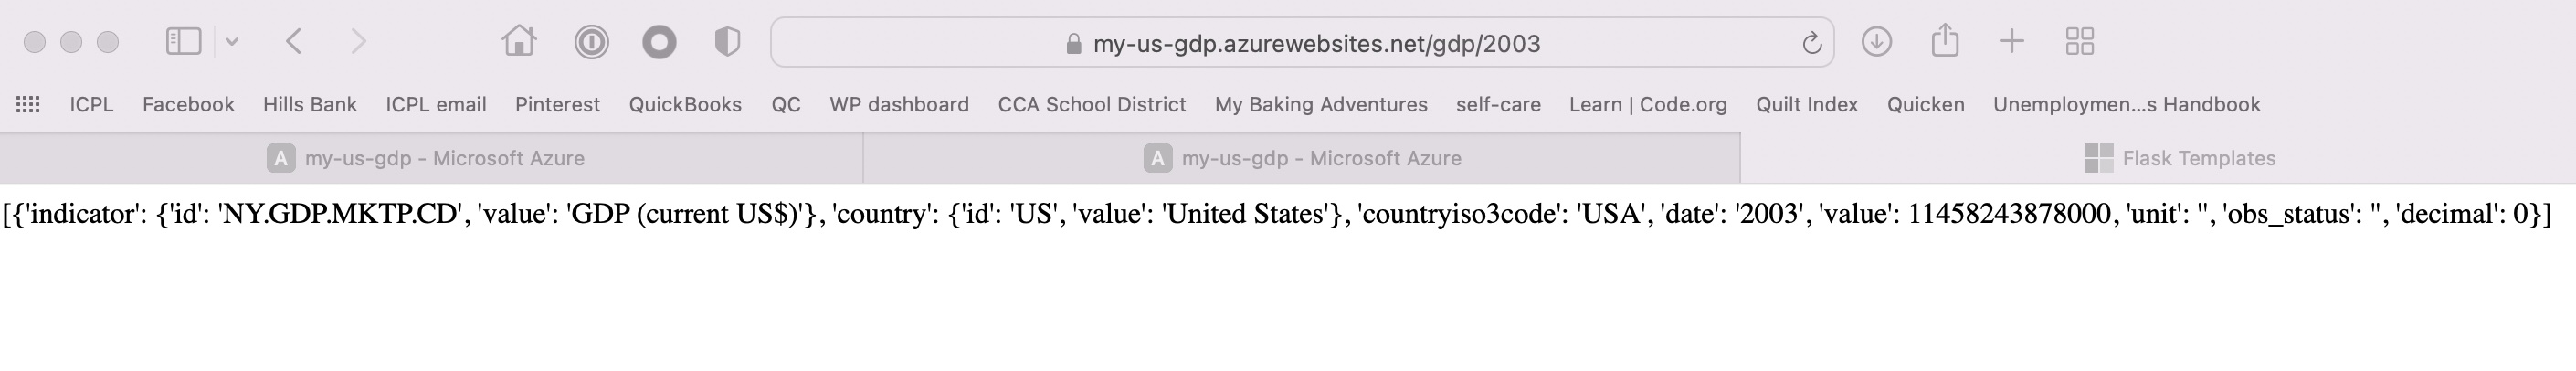 my-us-gdp.azurewebsites.net/gdp/2003
ICPL Facebook Hills Bank ICPL email Pinterest QuickBooks QC WP dashboard CCA School District My Baking Adventures self-care Learn | Code.org Quilt Index Quicken Unemploymen...s Handbook
A my-us-gdp - Microsoft Azure A my-us-gdp - Microsoft Azure Flask Templates
[{'indicator': {'id': 'NY.GDP.MKTP.CD', 'value': 'GDP (current US$)'}, 'country': {'id': 'US', 'value': 'United States'}, 'countryiso3code': 'USA', 'date': '2003', 'value': 11458243878000, 'unit': '', 'obs_status': '', 'decimal': 0}]